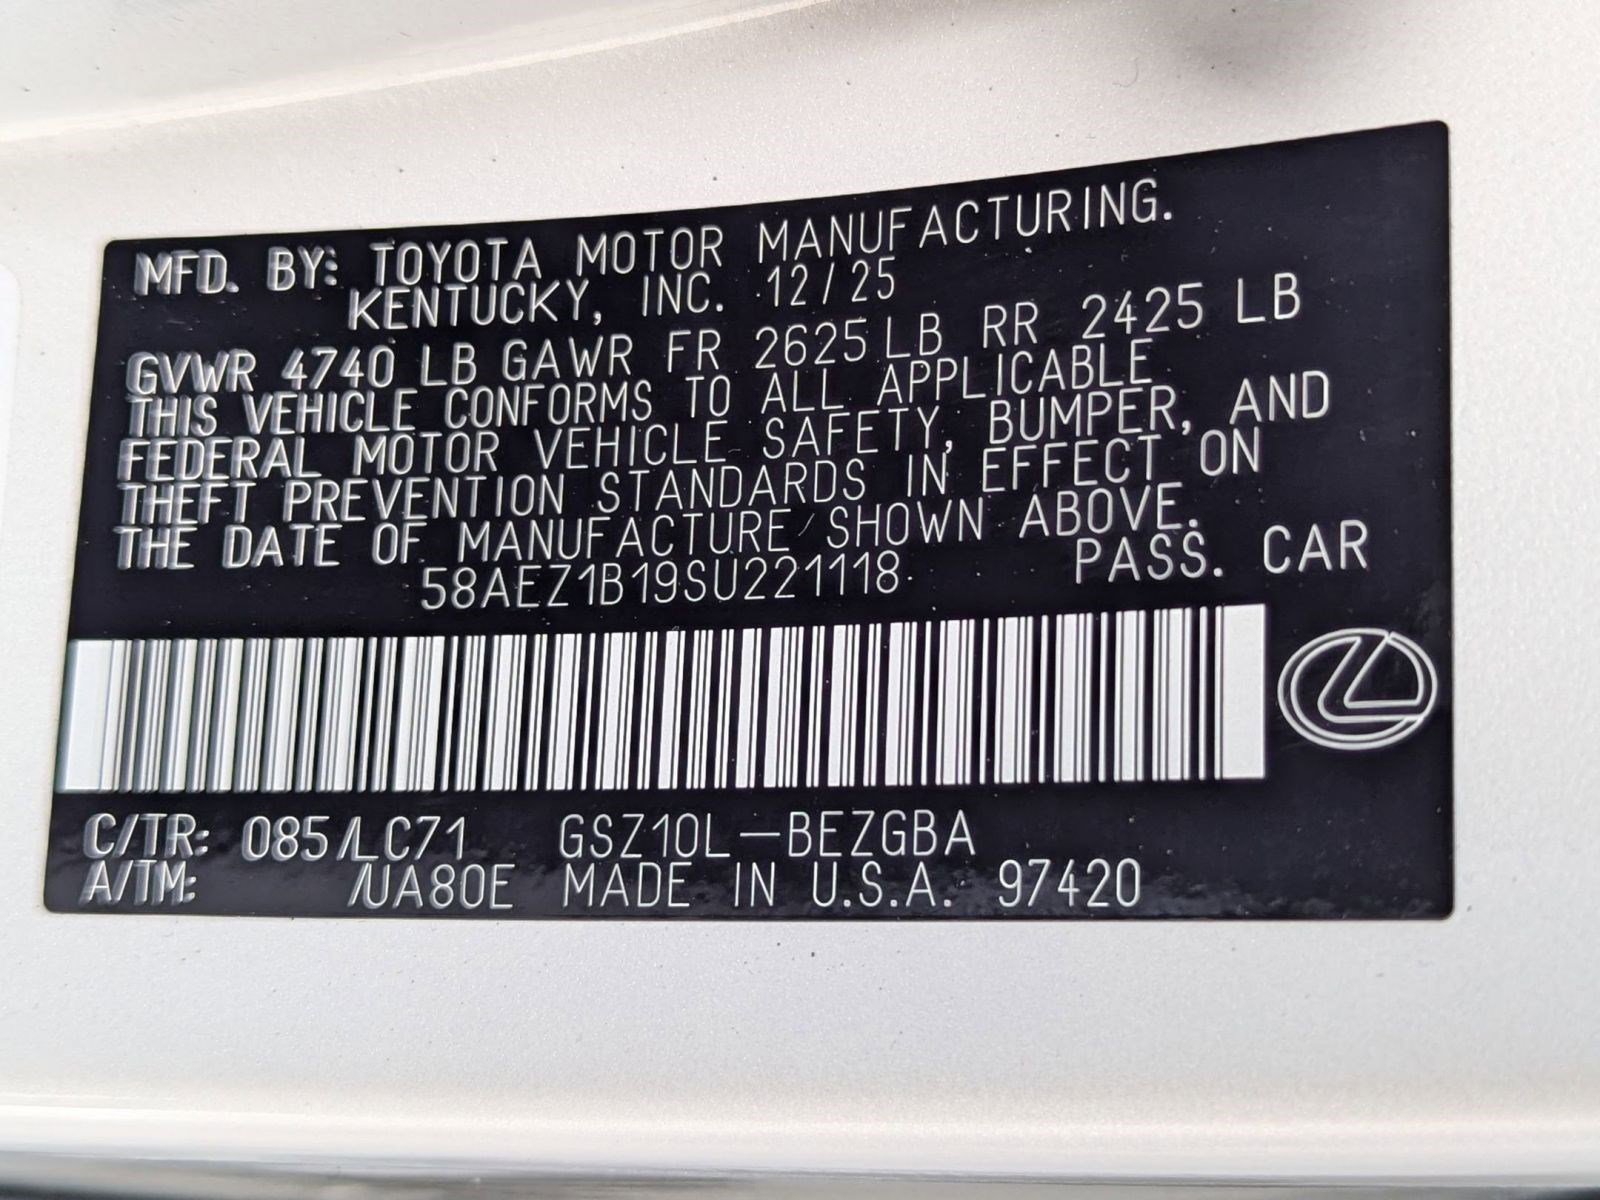 MFD. BY: TOYOTA MOTOR MANUFACTURING.
KENTUCKY, INC. 12/25
GVWR 4740 LB GAWR FR 2625 LB RR 2425 LB
THIS VEHICLE CONFORMS TO ALL APPLICABLE
FEDERAL MOTOR VEHICLE SAFETY, BUMPER, AND
THEFT PREVENTION STANDARDS IN EFFECT ON
THE DATE OF MANUFACTURE SHOWN ABOVE.
58AEZ1B19SU221118 PASS. CAR
C/TR: 085/LC71 GSZ10L-BEZGBA
A/TM: /UA80E MADE IN U.S.A. 97420